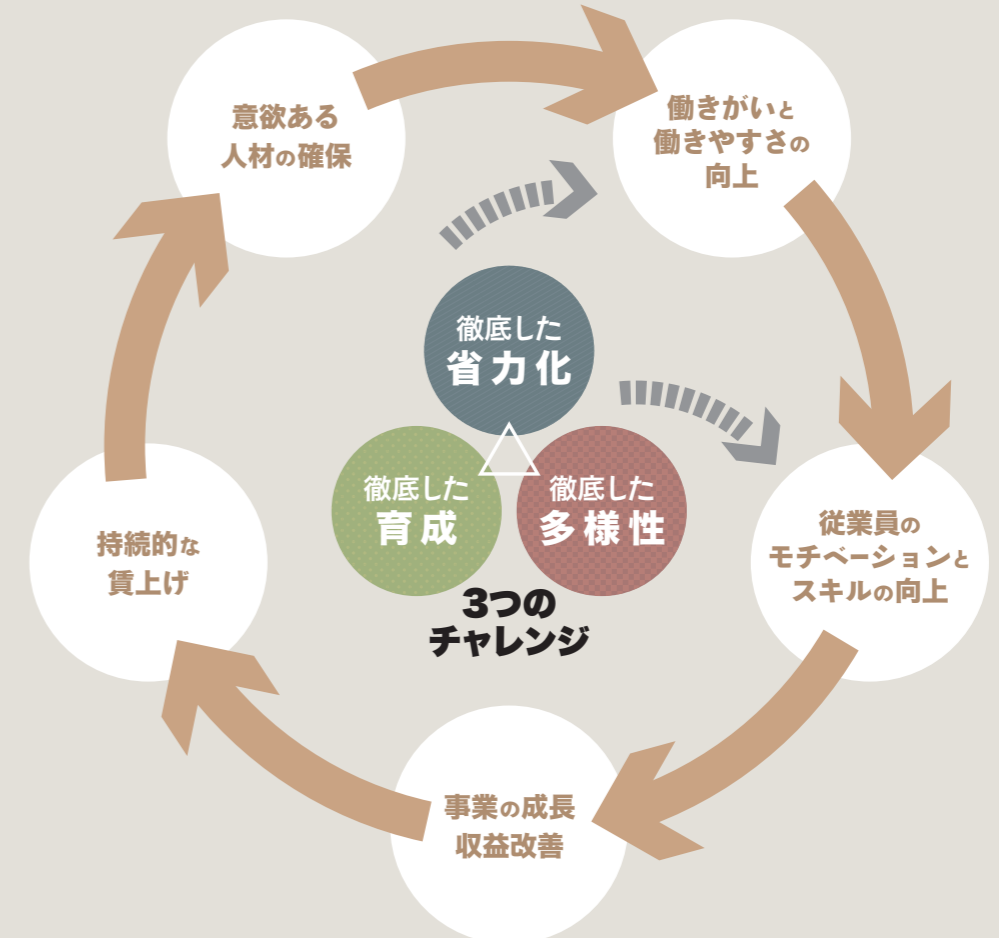 意欲ある
人材の確保
働きがいと
働きやすさの
向上
徹底した
省力化
徹底した
育成
徹底した
多様性
3つの
チャレンジ
従業員の
モチベーションと
スキルの向上
持続的な
賃上げ
事業の成長
収益改善